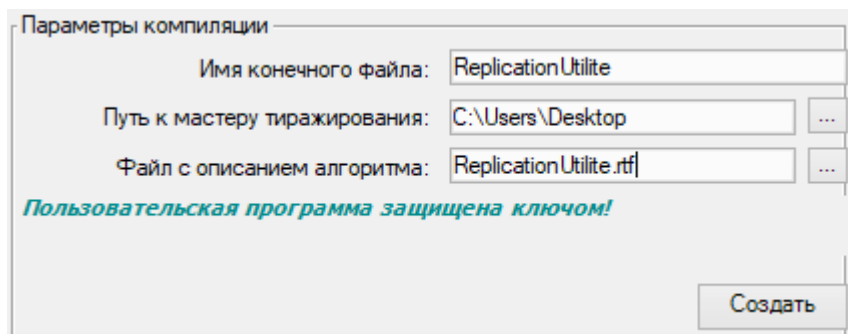 Параметры компиляции
Имя конечного файла: ReplicationUtilite
Путь к мастеру тиражирования: C:\Users\Desktop ...
Файл с описанием алгоритма: ReplicationUtilite.rtf ...
Пользовательская программа защищена ключом!
Создать